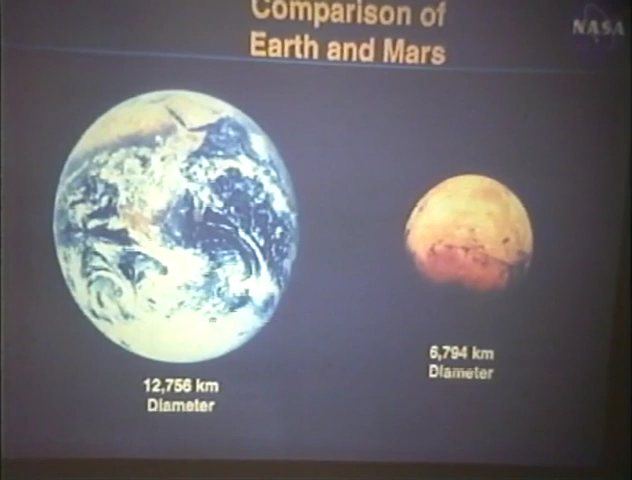 Comparison of
Earth and Mars
NASA
12,756 km
Diameter
6,794 km
Diameter